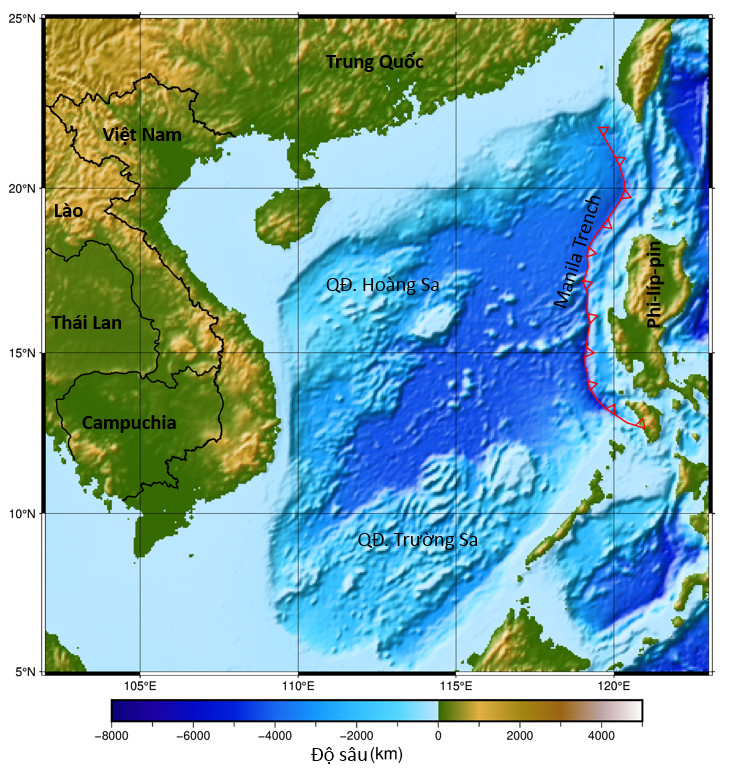 25°N
Trung Quốc
Việt Nam
20°N
Lào
Manila Trench
Phi-líp-pin
QĐ. Hoàng Sa
Thái Lan
15°N
Campuchia
10°N
QĐ. Trường Sa
5°N
105°E 110°E 115°E 120°E
−8000 −6000 −4000 −2000 0 2000 4000
Độ sâu (km)